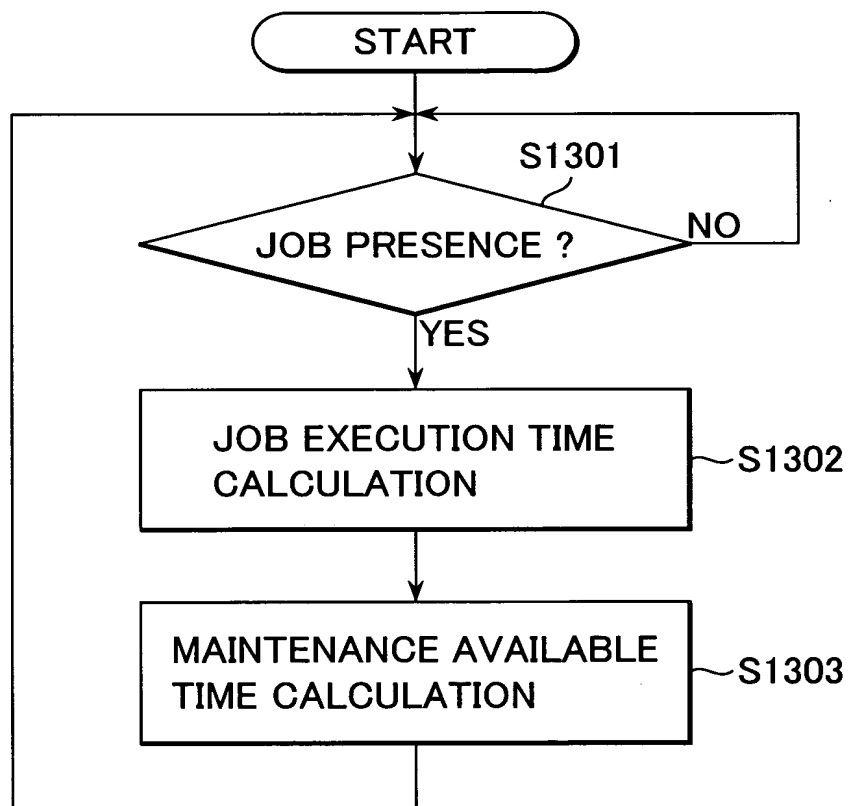 START
S1301
JOB PRESENCE ?
NO
YES
JOB EXECUTION TIME
CALCULATION
S1302
MAINTENANCE AVAILABLE
TIME CALCULATION
S1303